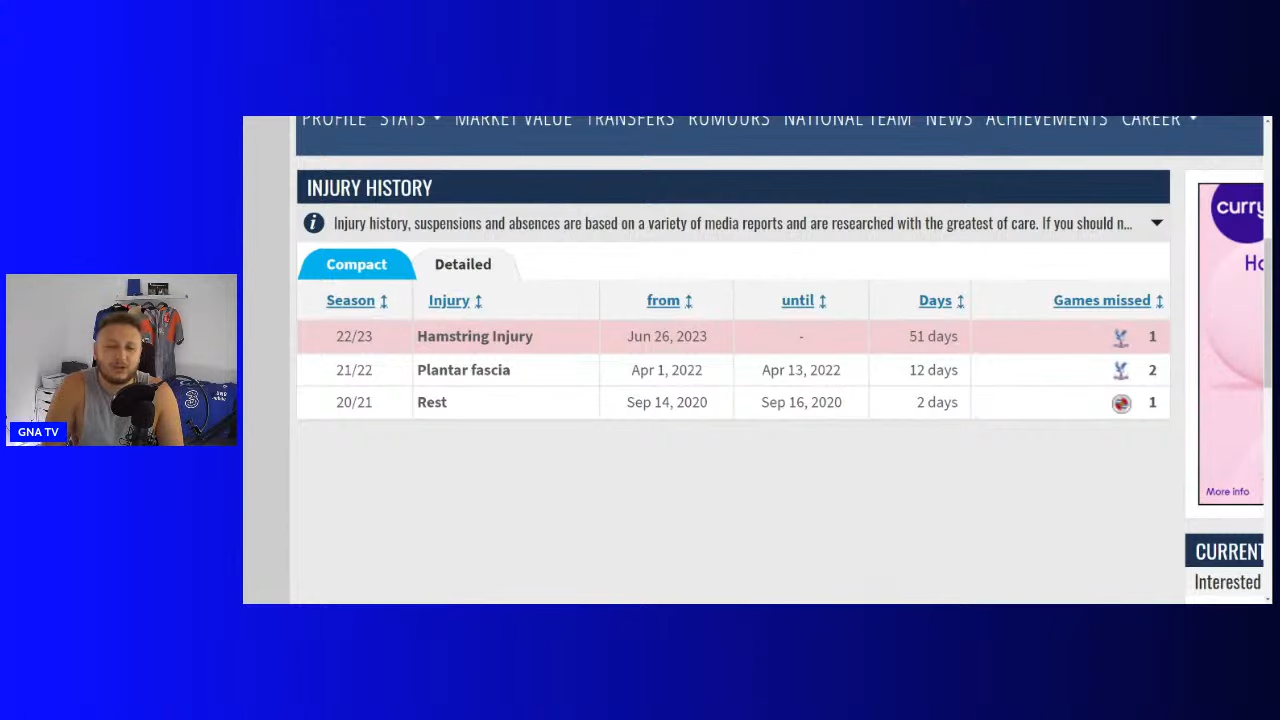 PROFILE STATS MARKET VALUE TRANSFERS RUMOURS NATIONAL TEAM NEWS ACHIEVEMENTS CAREER
INJURY HISTORY
Injury history, suspensions and absences are based on a variety of media reports and are researched with the greatest of care. If you should n...
Compact Detailed
Season Injury from until Days Games missed
22/23 Hamstring Injury Jun 26, 2023 - 51 days 1
21/22 Plantar fascia Apr 1, 2022 Apr 13, 2022 12 days 2
20/21 Rest Sep 14, 2020 Sep 16, 2020 2 days 1
curry
Ho
More info
CURRENT
Interested
GNA TV
3